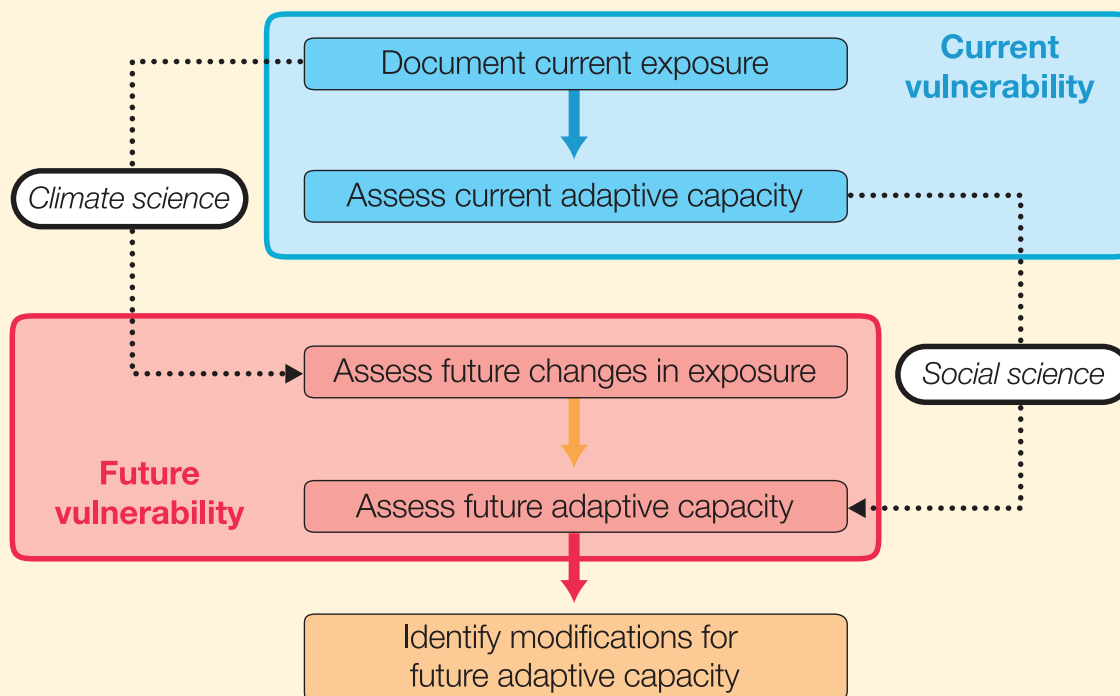 Document current exposure
Current
vulnerability
Assess current adaptive capacity
Climate science
Assess future changes in exposure
Social science
Future
vulnerability
Assess future adaptive capacity
Identify modifications for
future adaptive capacity